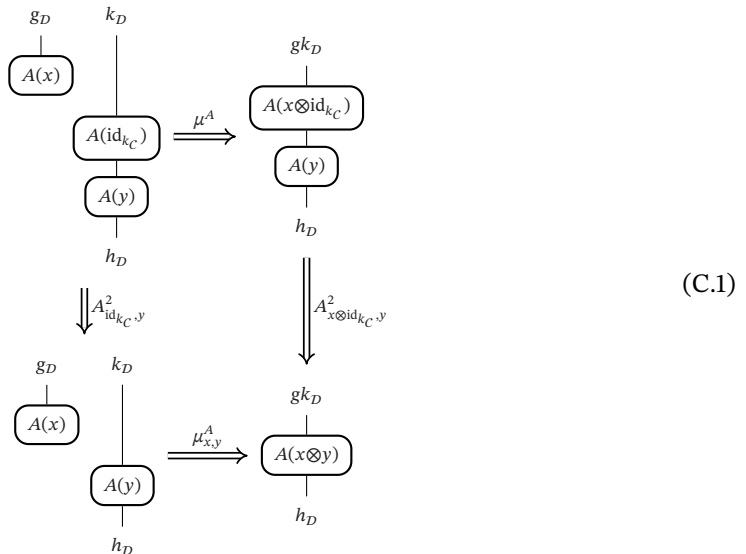 g_D k_D
gk_D
A(x)
A(x⊗id_{k_C})
A(id_{k_C}) μ^A
A(y)
A(y)
h_D
h_D
(C.1)
A^2_{id_{k_C},y} A^2_{x⊗id_{k_C},y}
g_D k_D
gk_D
A(x) μ^A_{x,y} A(x⊗y)
A(y)
h_D
h_D